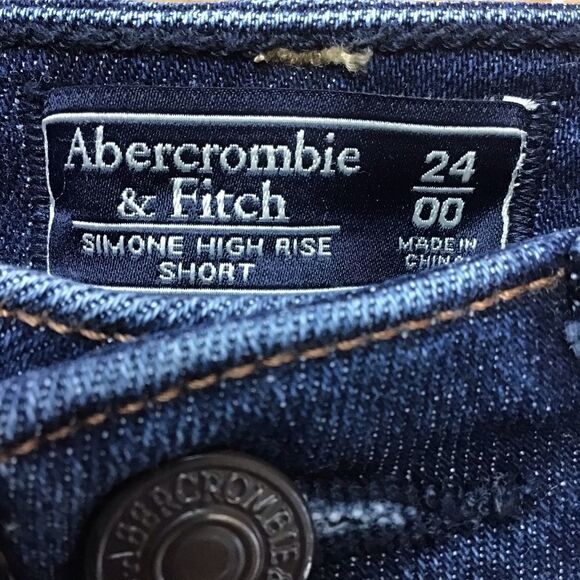 Abercrombie
& Fitch
SIMONE HIGH RISE
SHORT
24
00
MADE IN
CHINA
ABERCROMBIE &